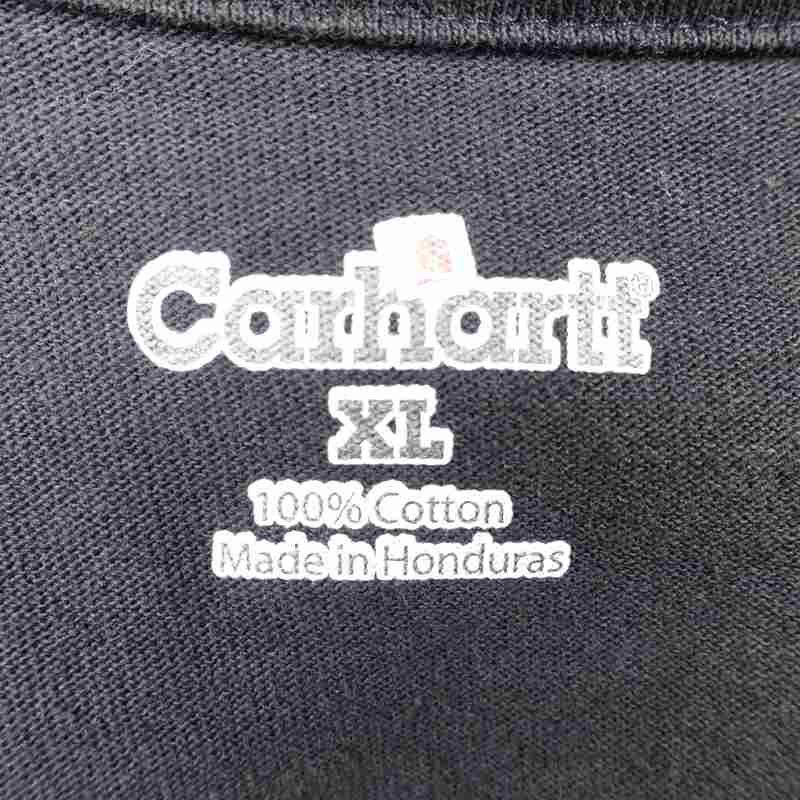 Carhartt®
XL
100% Cotton
Made in Honduras